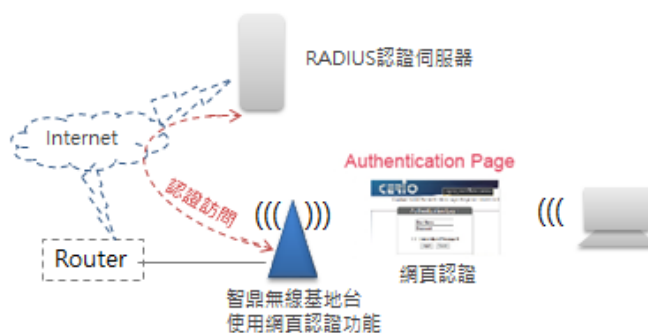 RADIUS認證伺服器
Internet
Authentication Page
CERIO
認證訪問
(((
)))
(((
Router
網頁認證
智鼎無線基地台
使用網頁認證功能